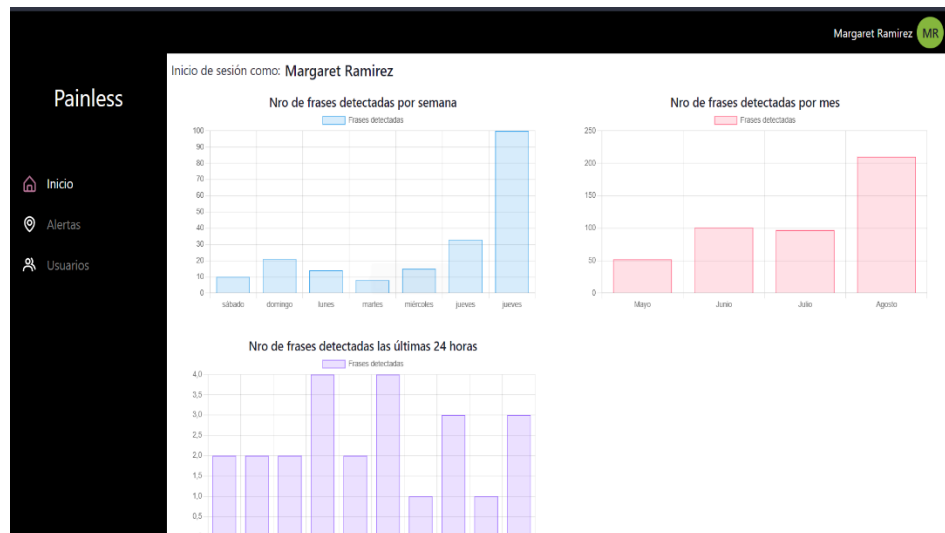 Margaret Ramirez MR
Painless
Inicio
Alertas
Usuarios
Inicio de sesión como: Margaret Ramirez
Nro de frases detectadas por semana
Frases detectadas
100
90
80
70
60
50
40
30
20
10
0
sábado domingo lunes martes miércoles jueves jueves
Nro de frases detectadas por mes
Frases detectadas
250
200
150
100
50
0
Mayo Junio Julio Agosto
Nro de frases detectadas las últimas 24 horas
Frases detectadas
4,0
3,5
3,0
2,5
2,0
1,5
1,0
0,5